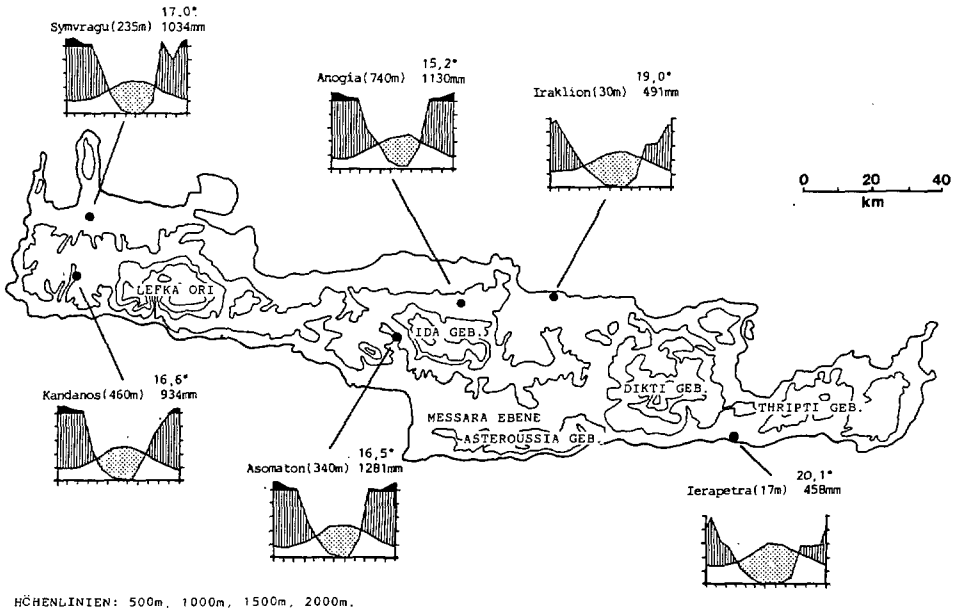 17.0°
Symvragu(235m) 1034mm
15,2°
Anogia(740m) 1130mm
19,0°
Iraklion(30m) 491mm
0 20 40
km
LEFKA ORI
IDA GEB.
16,6°
Kandanos(460m) 934mm
DIKTI GEB.
THRIPTI GEB.
MESSARA EBENE
ASTEROUSSIA GEB.
16,5°
Asomaton(340m) 1281mm
20,1°
Ierapetra(17m) 458mm
HÖHENLINIEN: 500m, 1000m, 1500m, 2000m.